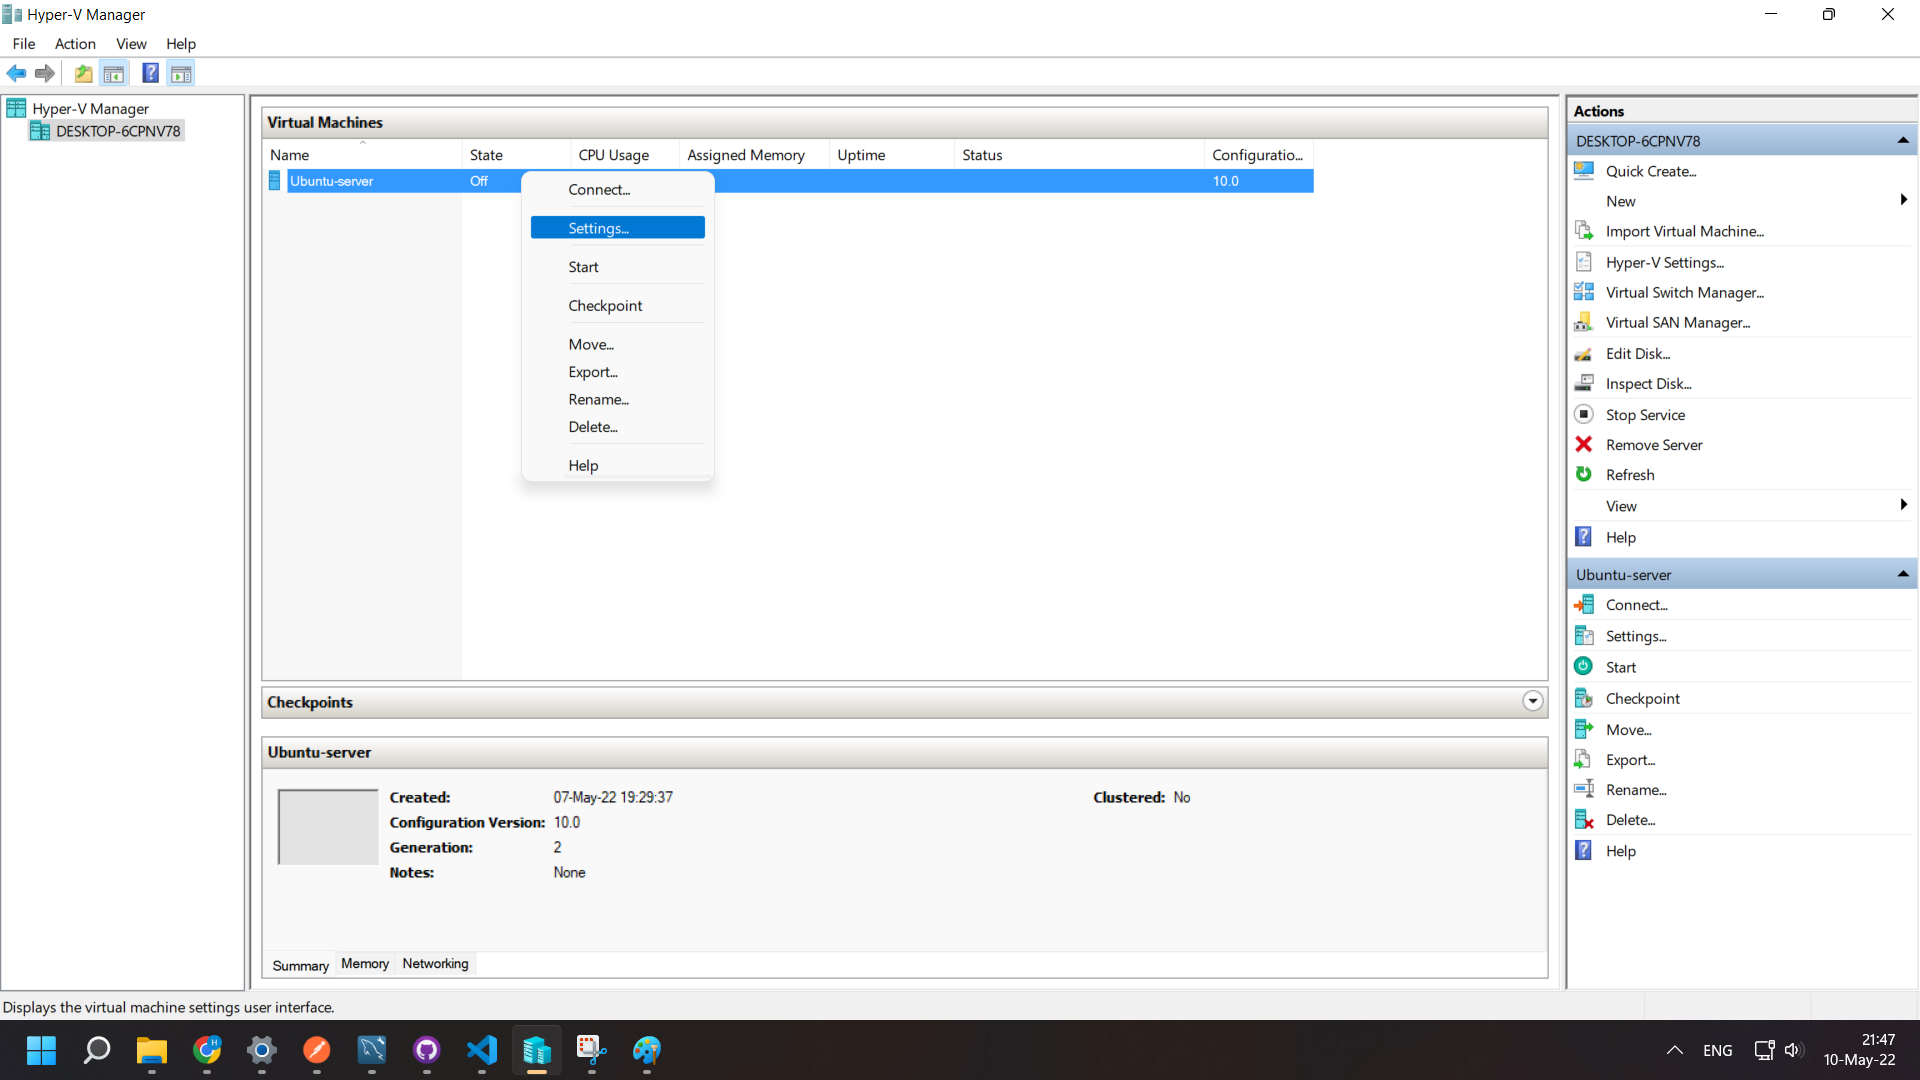 Hyper-V Manager
File Action View Help
Hyper-V Manager
DESKTOP-6CPNV78
Virtual Machines
Name State CPU Usage Assigned Memory Uptime Status Configuratio...
Ubuntu-server Off 10.0
Connect...
Settings...
Start
Checkpoint
Move...
Export...
Rename...
Delete...
Help
Checkpoints
Ubuntu-server
Created: 07-May-22 19:29:37 Clustered: No
Configuration Version: 10.0
Generation: 2
Notes: None
Summary Memory Networking
Actions
DESKTOP-6CPNV78
Quick Create...
New
Import Virtual Machine...
Hyper-V Settings...
Virtual Switch Manager...
Virtual SAN Manager...
Edit Disk...
Inspect Disk...
Stop Service
Remove Server
Refresh
View
Help
Ubuntu-server
Connect...
Settings...
Start
Checkpoint
Move...
Export...
Rename...
Delete...
Help
Displays the virtual machine settings user interface.
H
ENG
21:47
10-May-22